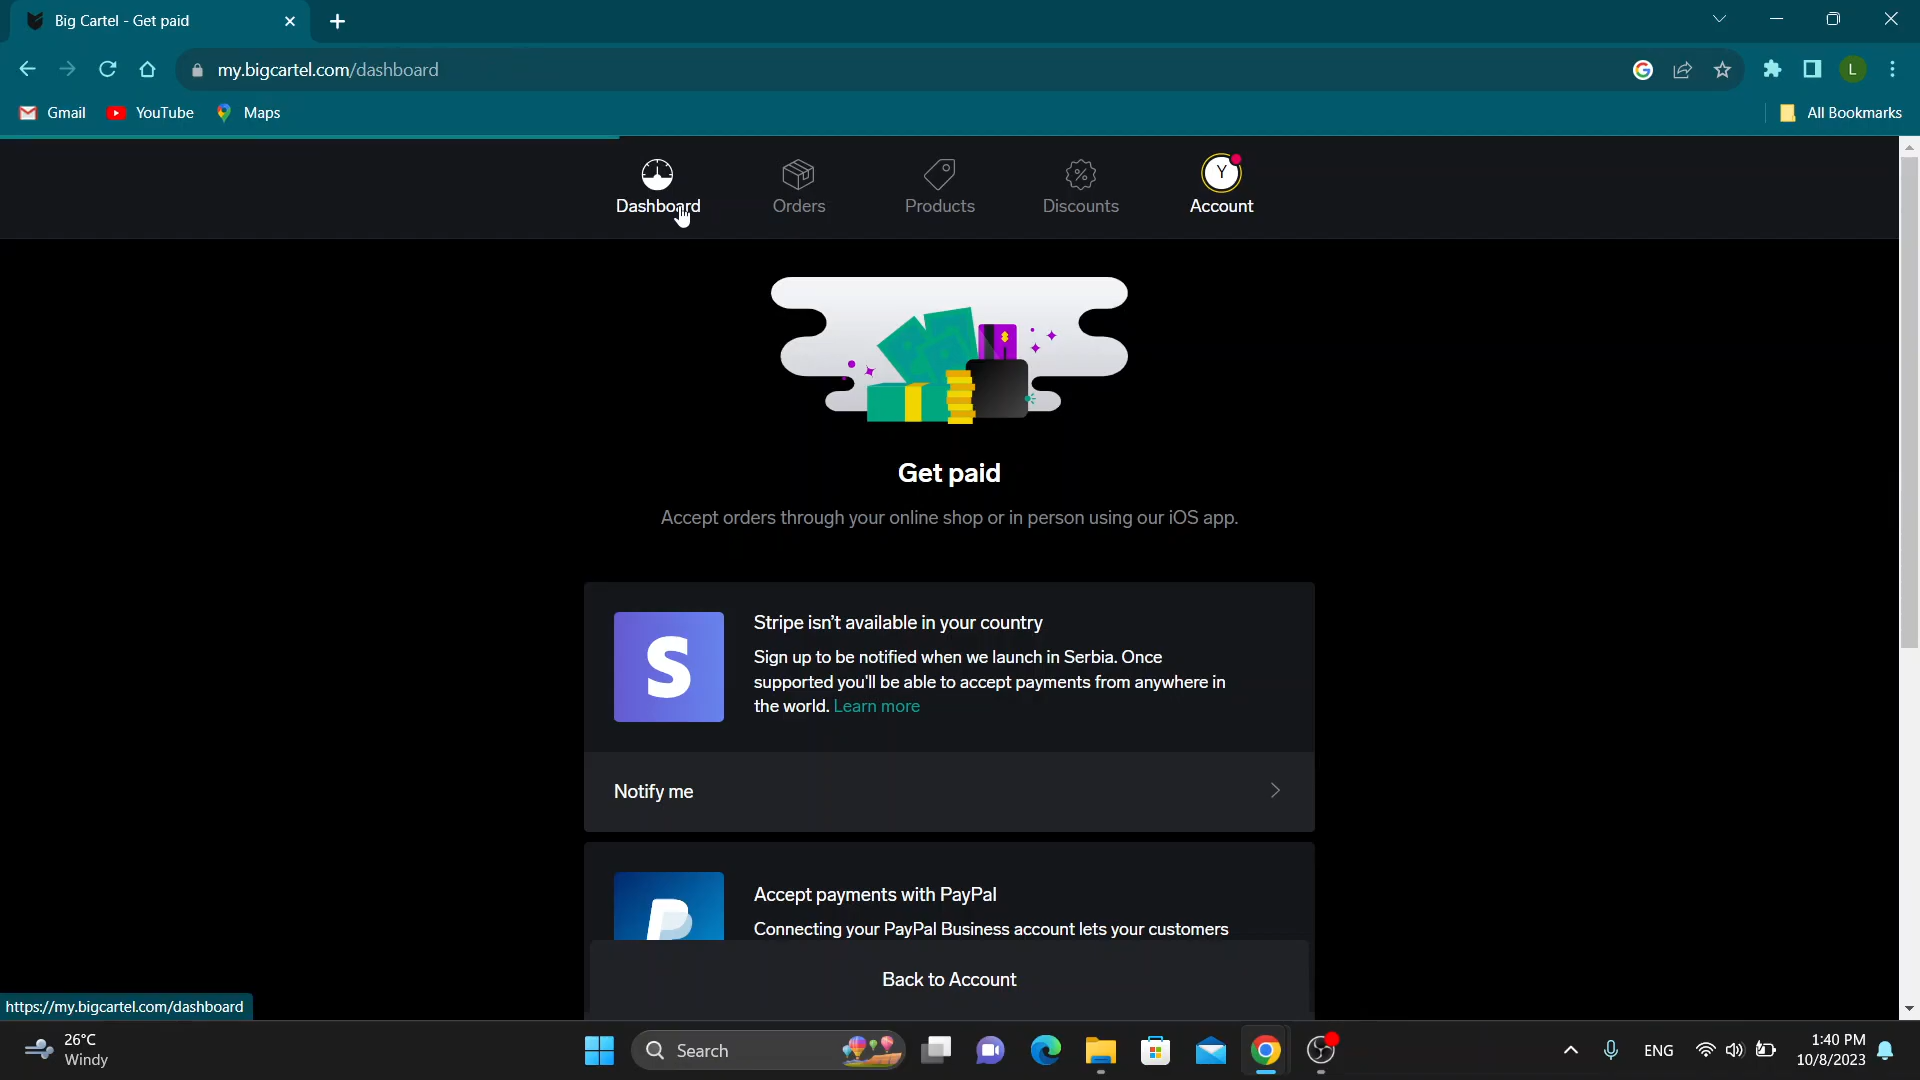 Big Cartel - Get paid
my.bigcartel.com/dashboard
L
Gmail
YouTube
Maps
All Bookmarks
Dashboard
Orders
Products
Discounts
Y
Account
Get paid
Accept orders through your online shop or in person using our iOS app.
S
Stripe isn't available in your country
Sign up to be notified when we launch in Serbia. Once
supported you'll be able to accept payments from anywhere in
the world. Learn more
Notify me
Accept payments with PayPal
Connecting your PayPal Business account lets your customers
Back to Account
https://my.bigcartel.com/dashboard
26°C
Windy
Search
ENG
1:40 PM
10/8/2023